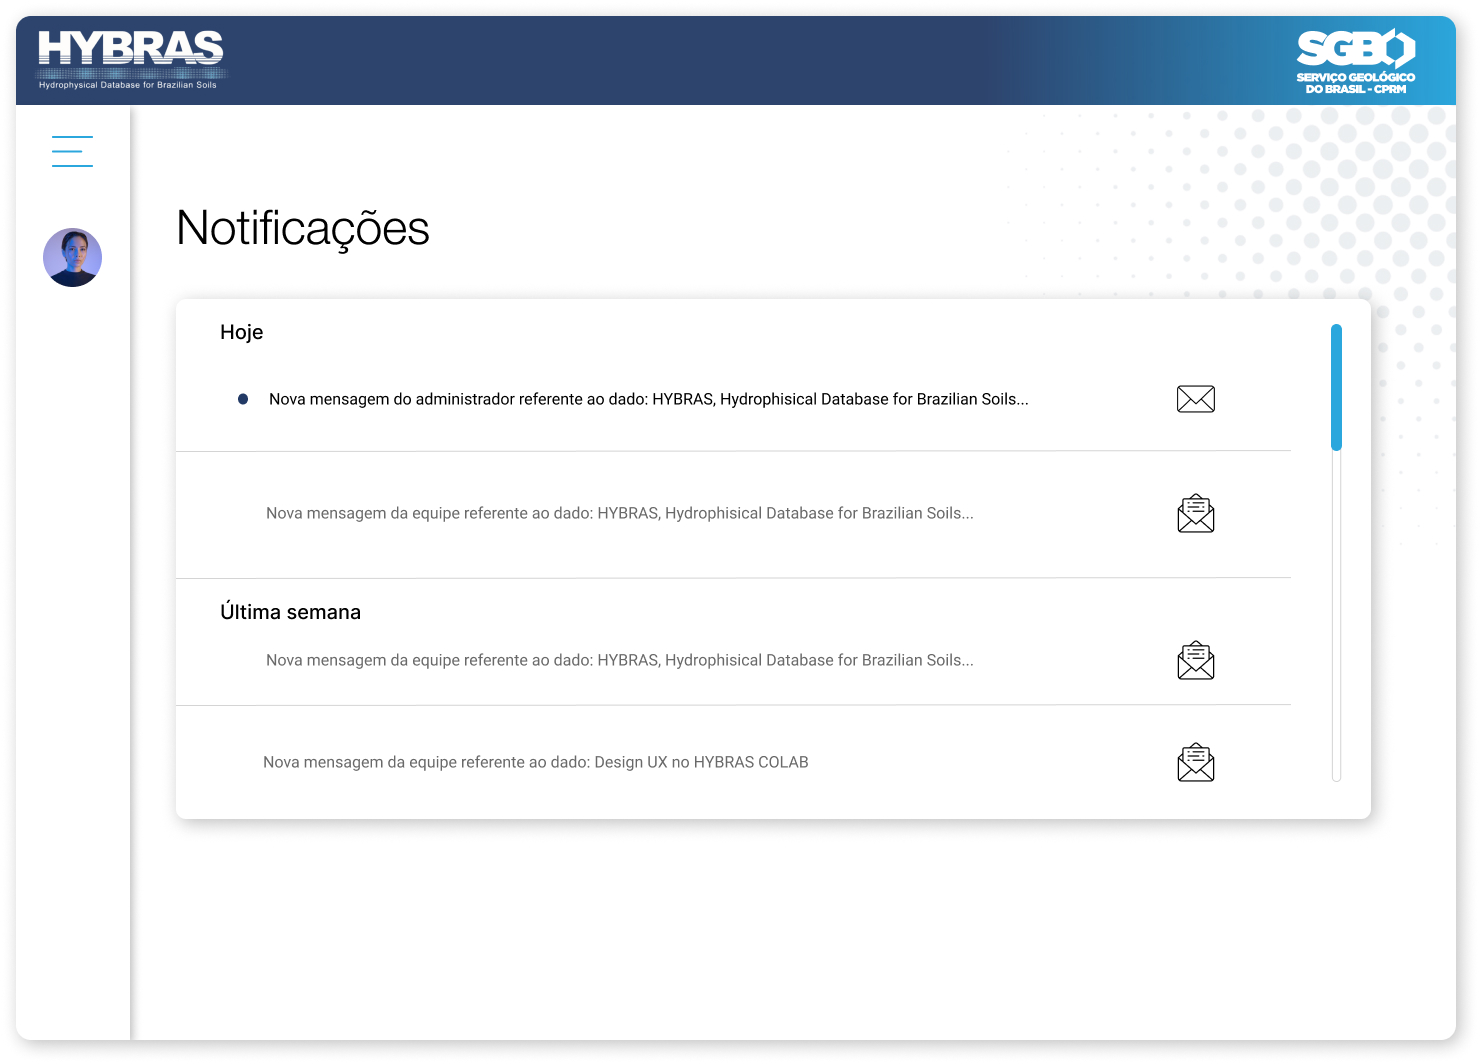 HYBRAS
Hydrophysical Database for Brazilian Soils
SGB
SERVIÇO GEOLÓGICO
DO BRASIL - CPRM
Notificações
Hoje
Nova mensagem do administrador referente ao dado: HYBRAS, Hydrophisical Database for Brazilian Soils...
Nova mensagem da equipe referente ao dado: HYBRAS, Hydrophisical Database for Brazilian Soils...
Última semana
Nova mensagem da equipe referente ao dado: HYBRAS, Hydrophisical Database for Brazilian Soils...
Nova mensagem da equipe referente ao dado: Design UX no HYBRAS COLAB